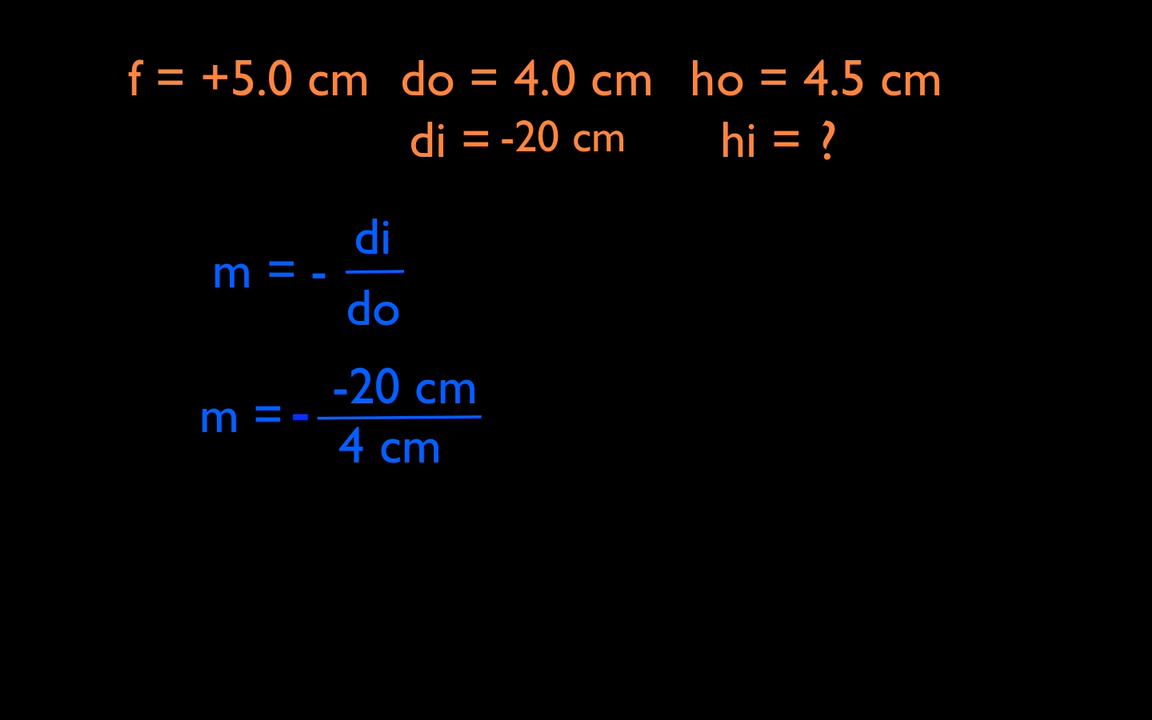 f = +5.0 cm do = 4.0 cm ho = 4.5 cm
di = -20 cm hi = ?
m = - di
do
m = - -20 cm
4 cm